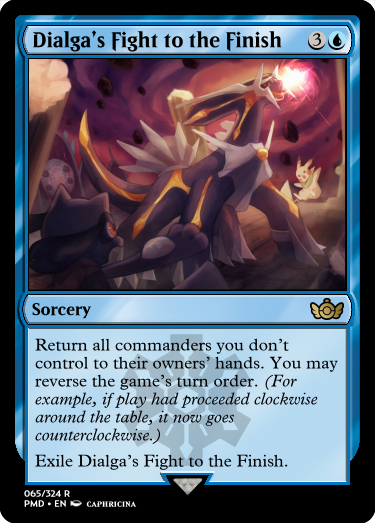 Dialga's Fight to the Finish 3
Sorcery
Return all commanders you don't
control to their owners' hands. You may
reverse the game's turn order. (For
example, if play had proceeded clockwise
around the table, it now goes
counterclockwise.)
Exile Dialga's Fight to the Finish.
065/324 R
PMD • EN CAPHRICINA